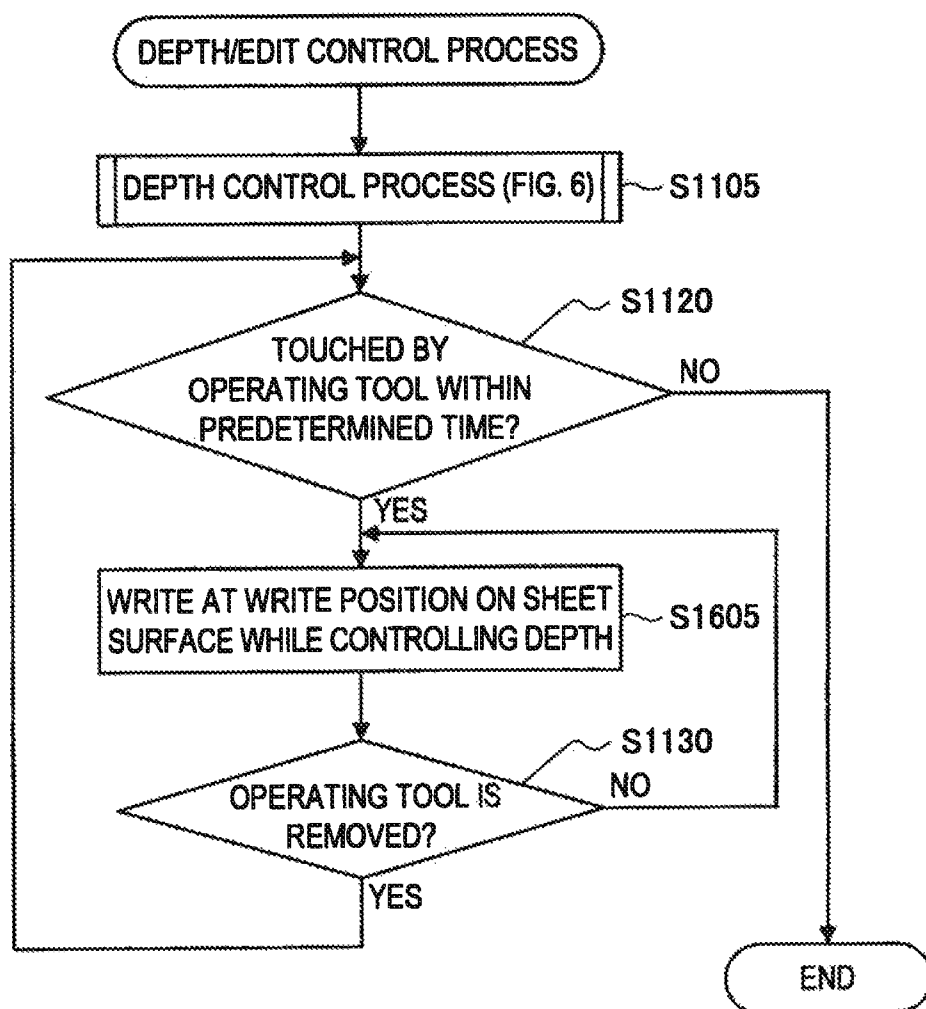 DEPTH/EDIT CONTROL PROCESS
DEPTH CONTROL PROCESS (FIG. 6)
S1105
S1120
TOUCHED BY
OPERATING TOOL WITHIN
PREDETERMINED TIME?
NO
YES
WRITE AT WRITE POSITION ON SHEET
SURFACE WHILE CONTROLLING DEPTH
S1605
S1130
OPERATING TOOL IS
REMOVED?
NO
YES
END